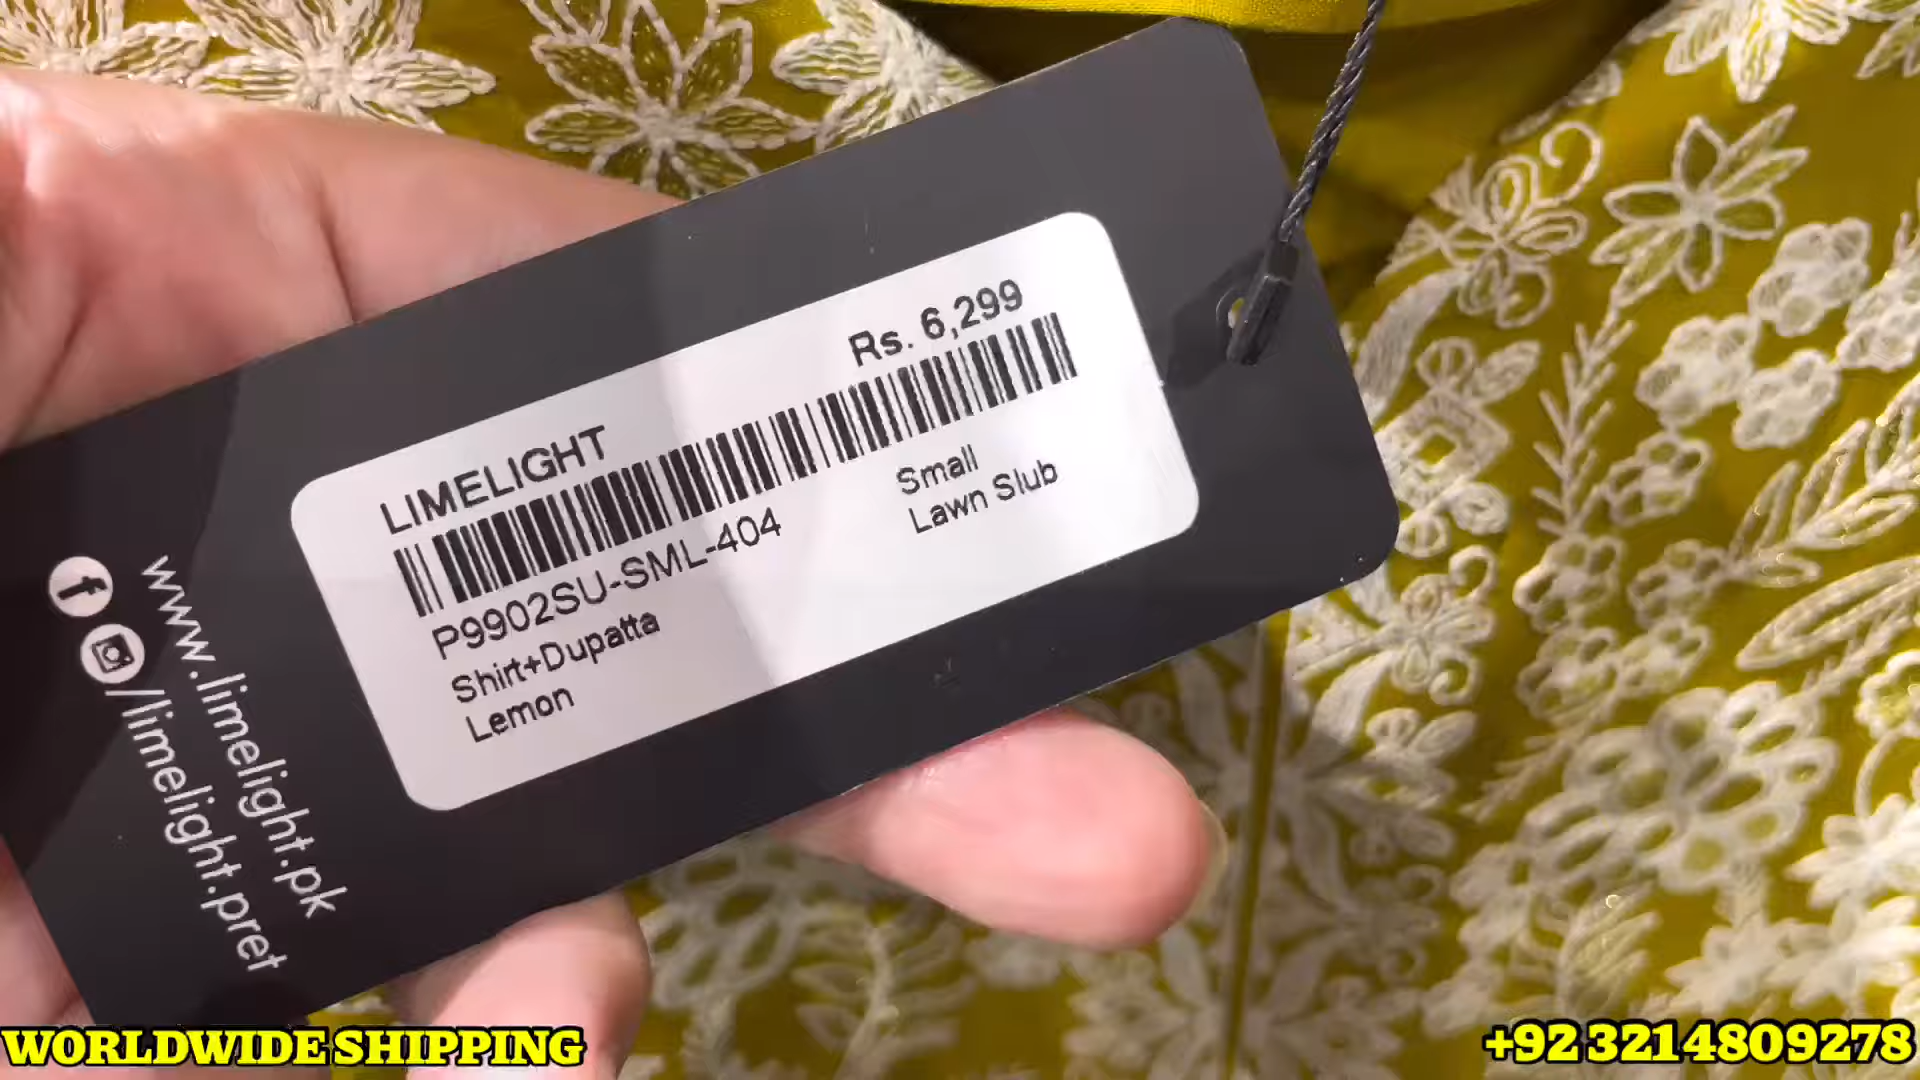 Rs. 6,299
LIMELIGHT
P9902SU-SML-404
Small
Shirt+Dupatta
Lawn Slub
Lemon
www.limelight.pk
/limelight.pret
WORLDWIDE SHIPPING
+92 3214809278